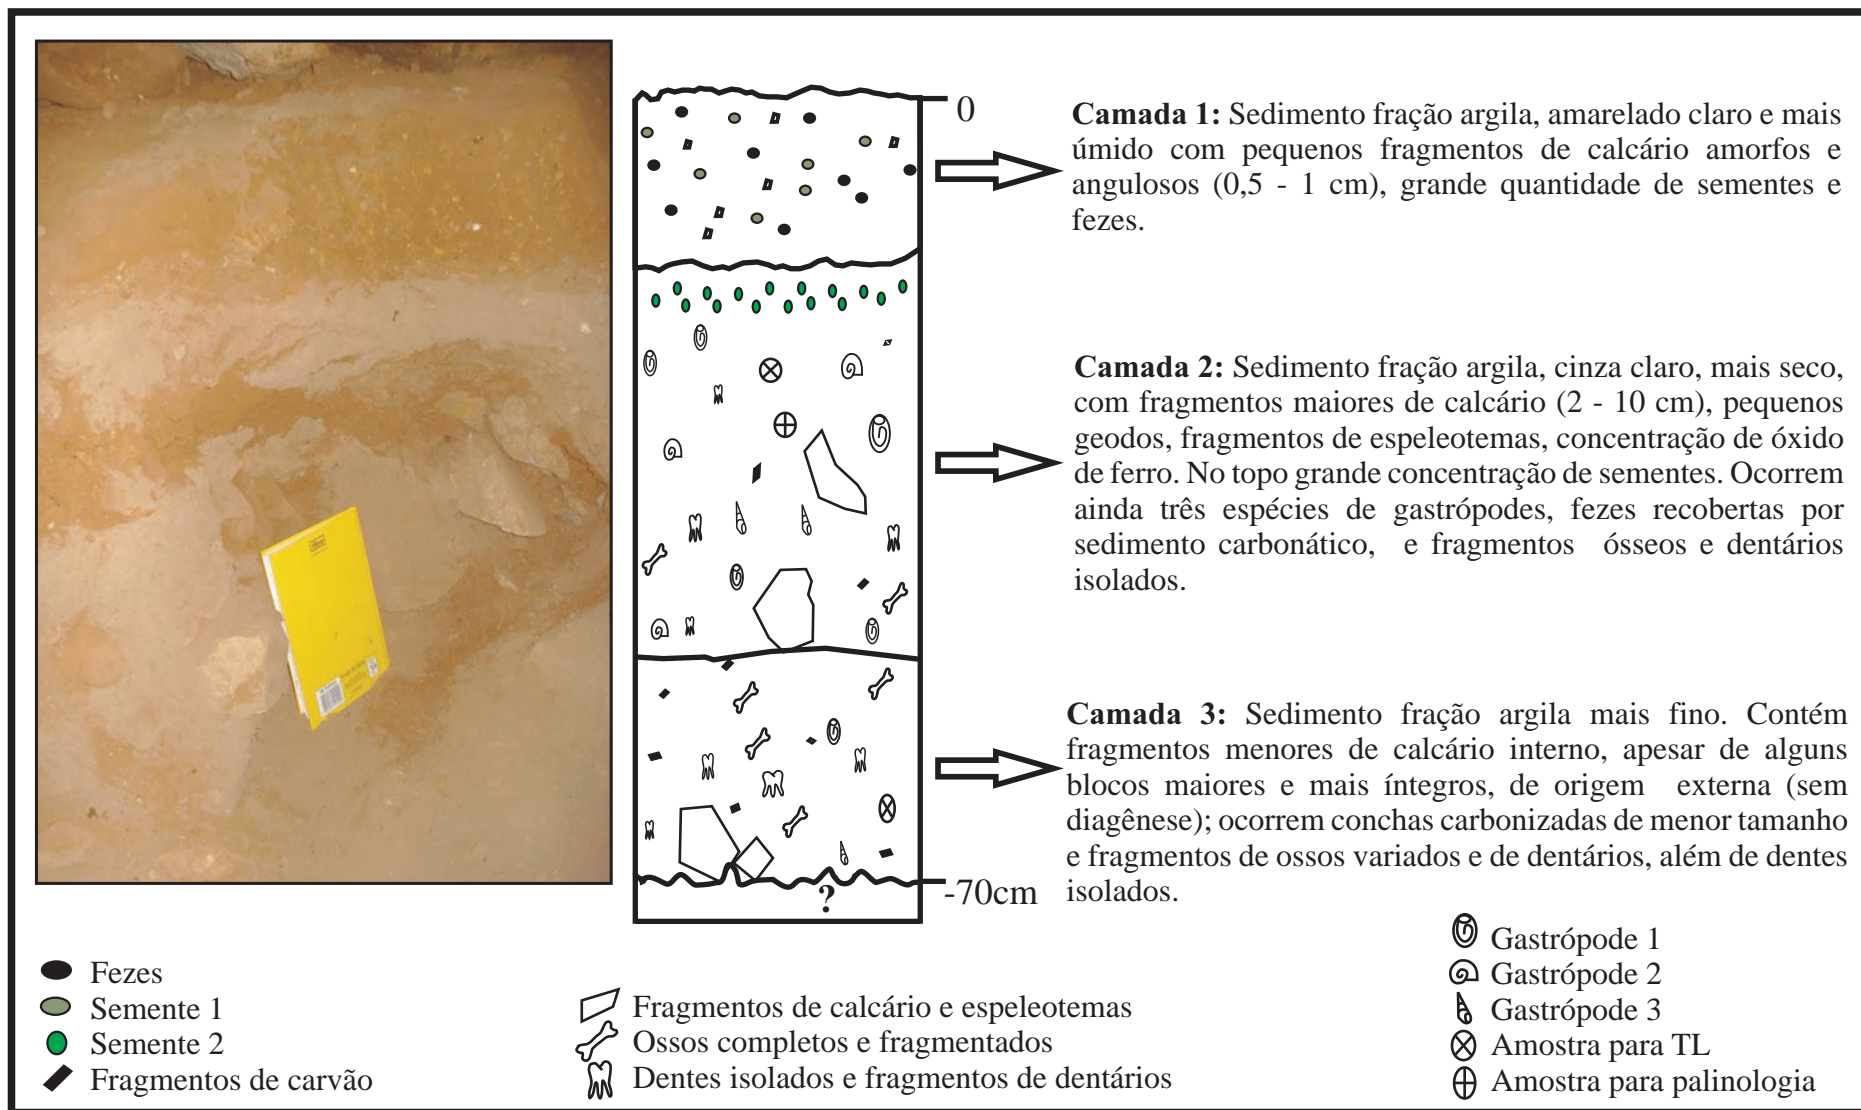 0
Camada 1: Sedimento fração argila, amarelado claro e mais
úmido com pequenos fragmentos de calcário amorfos e
angulosos (0,5 - 1 cm), grande quantidade de sementes e
fezes.
Camada 2: Sedimento fração argila, cinza claro, mais seco,
com fragmentos maiores de calcário (2 - 10 cm), pequenos
geodos, fragmentos de espeleotemas, concentração de óxido
de ferro. No topo grande concentração de sementes. Ocorrem
ainda três espécies de gastrópodes, fezes recobertas por
sedimento carbonático, e fragmentos ósseos e dentários
isolados.
Camada 3: Sedimento fração argila mais fino. Contém
fragmentos menores de calcário interno, apesar de alguns
blocos maiores e mais íntegros, de origem externa (sem
diagênese); ocorrem conchas carbonizadas de menor tamanho
e fragmentos de ossos variados e de dentários, além de dentes
isolados.
-70cm
?
Fezes
Semente 1
Semente 2
Fragmentos de carvão
Fragmentos de calcário e espeleotemas
Ossos completos e fragmentados
Dentes isolados e fragmentos de dentários
Gastrópode 1
Gastrópode 2
Gastrópode 3
Amostra para TL
Amostra para palinologia